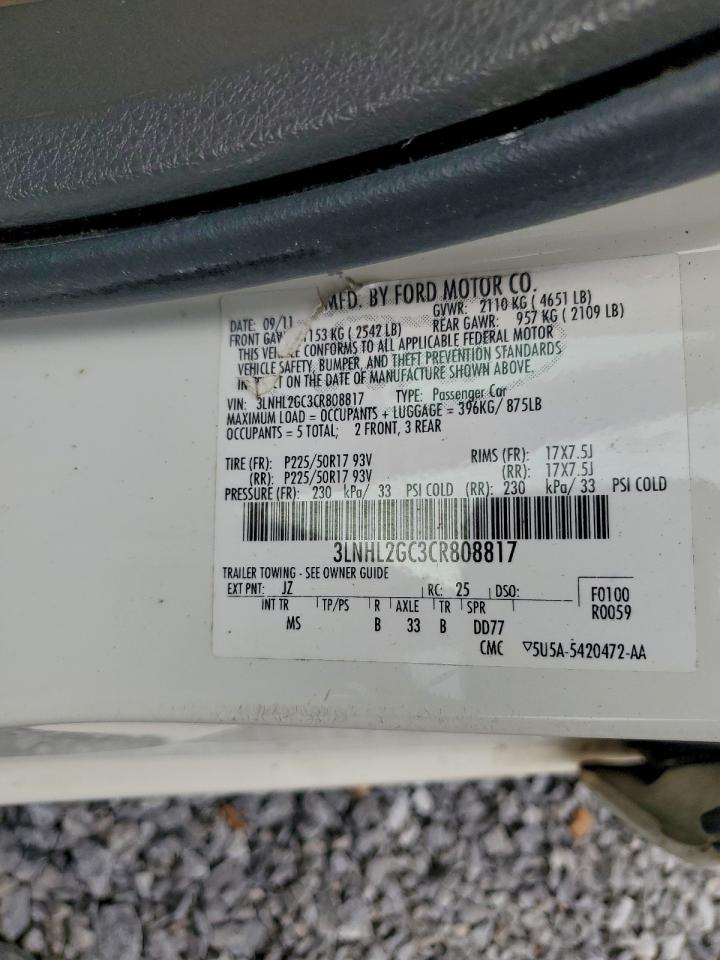 MFD. BY FORD MOTOR CO.
DATE: 09/11 GVWR: 2110 KG ( 4651 LB)
FRONT GAW 1153 KG ( 2542 LB) REAR GAWR: 957 KG ( 2109 LB)
THIS VEHICLE CONFORMS TO ALL APPLICABLE FEDERAL MOTOR
VEHICLE SAFETY, BUMPER, AND THEFT PREVENTION STANDARDS
IN ON THE DATE OF MANUFACTURE SHOWN ABOVE.
VIN: 3LNHL2GC3CR808817 TYPE: Passenger Car
MAXIMUM LOAD = OCCUPANTS + LUGGAGE = 396KG/ 875LB
OCCUPANTS = 5 TOTAL; 2 FRONT, 3 REAR
TIRE (FR): P225/50R17 93V RIMS (FR): 17X7.5J
(RR): P225/50R17 93V (RR): 17X7.5J
PRESSURE (FR): 230 kPa/ 33 PSI COLD (RR): 230 kPa/ 33 PSI COLD
3LNHL2GC3CR808817
TRAILER TOWING - SEE OWNER GUIDE
EXT PNT: JZ RC: 25 DSO: F0100
INT TR TP/PS R AXLE TR SPR R0059
MS B 33 B DD77
CMC ▽5U5A-5420472-AA